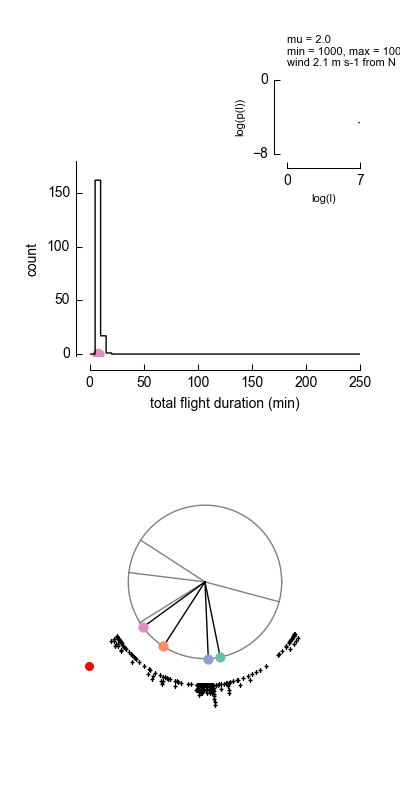 mu = 2.0
min = 1000, max = 100
wind 2.1 m s-1 from N
0
log(p(l))
−8
0
7
log(l)
150
100
50
0
count
0
50
100
150
200
250
total flight duration (min)